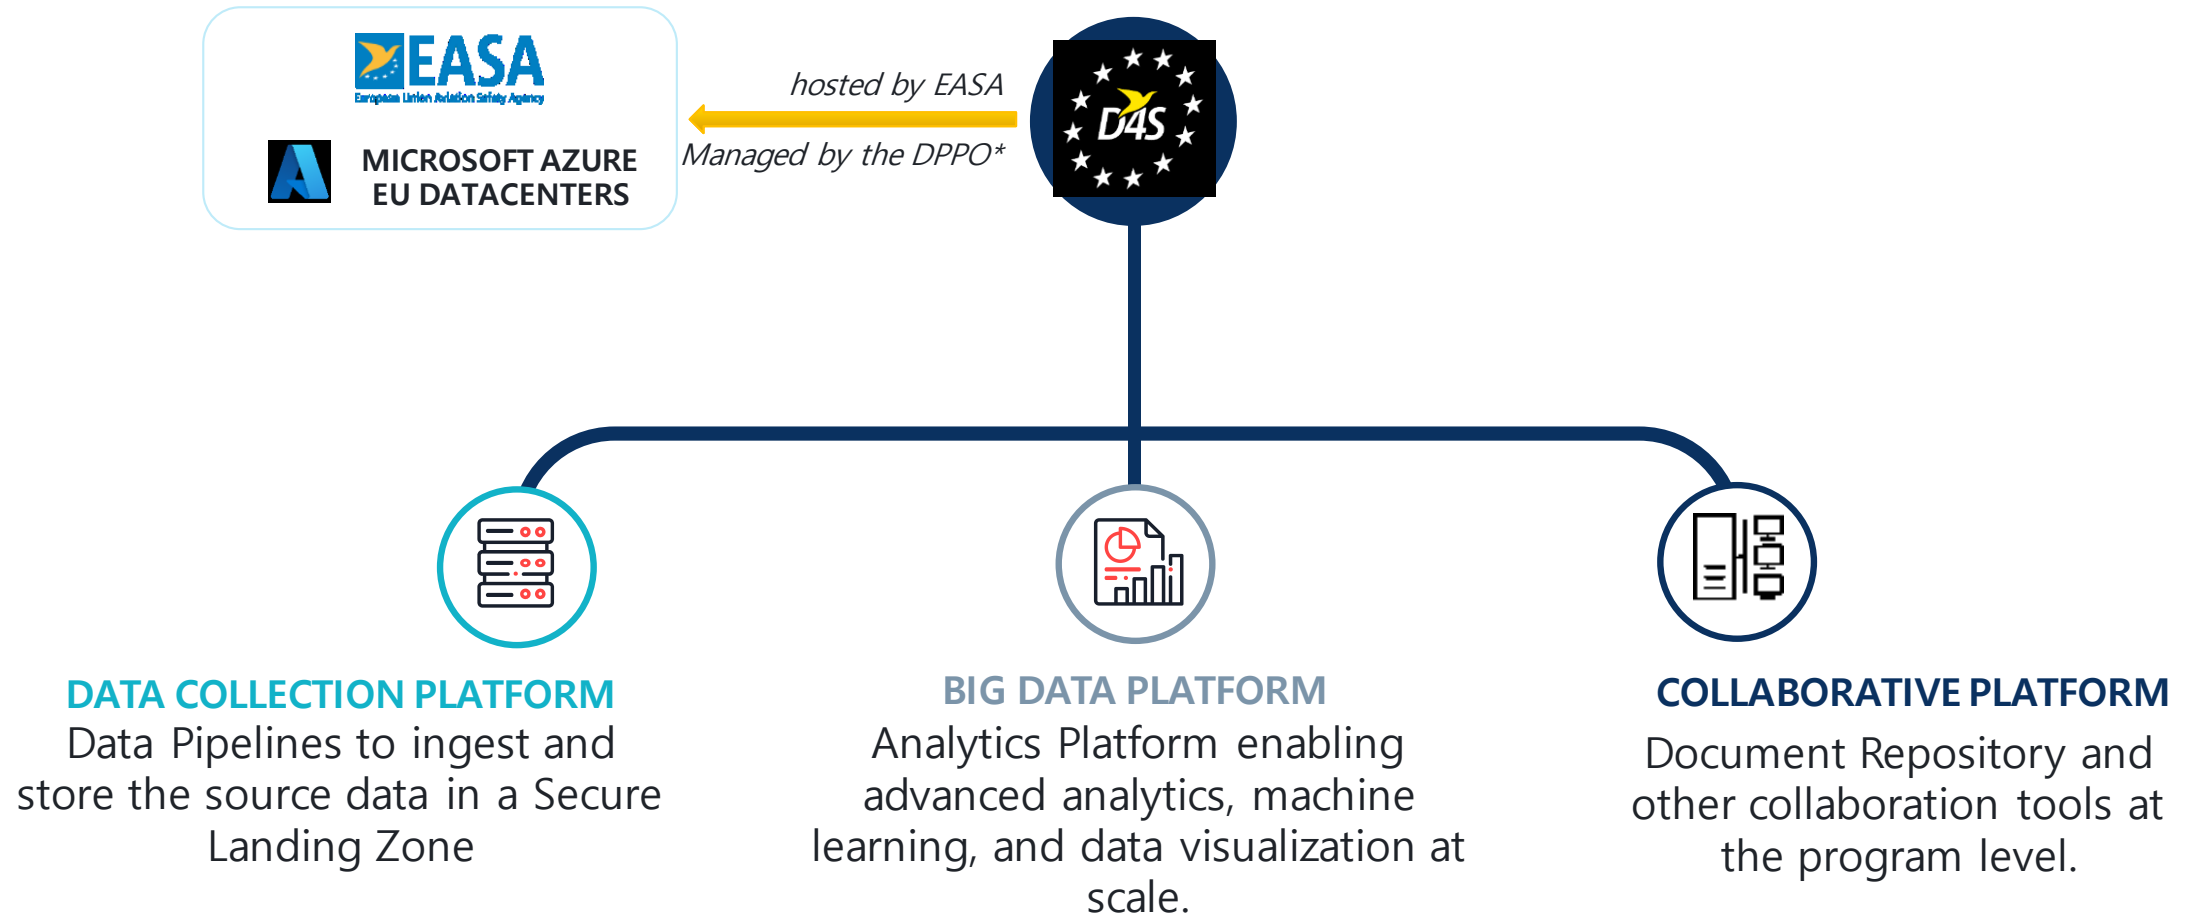 EASA
European Union Aviation Safety Agency
MICROSOFT AZURE
EU DATACENTERS
hosted by EASA
Managed by the DPPO*
D4S
DATA COLLECTION PLATFORM
Data Pipelines to ingest and
store the source data in a Secure
Landing Zone
BIG DATA PLATFORM
Analytics Platform enabling
advanced analytics, machine
learning, and data visualization at
scale.
COLLABORATIVE PLATFORM
Document Repository and
other collaboration tools at
the program level.